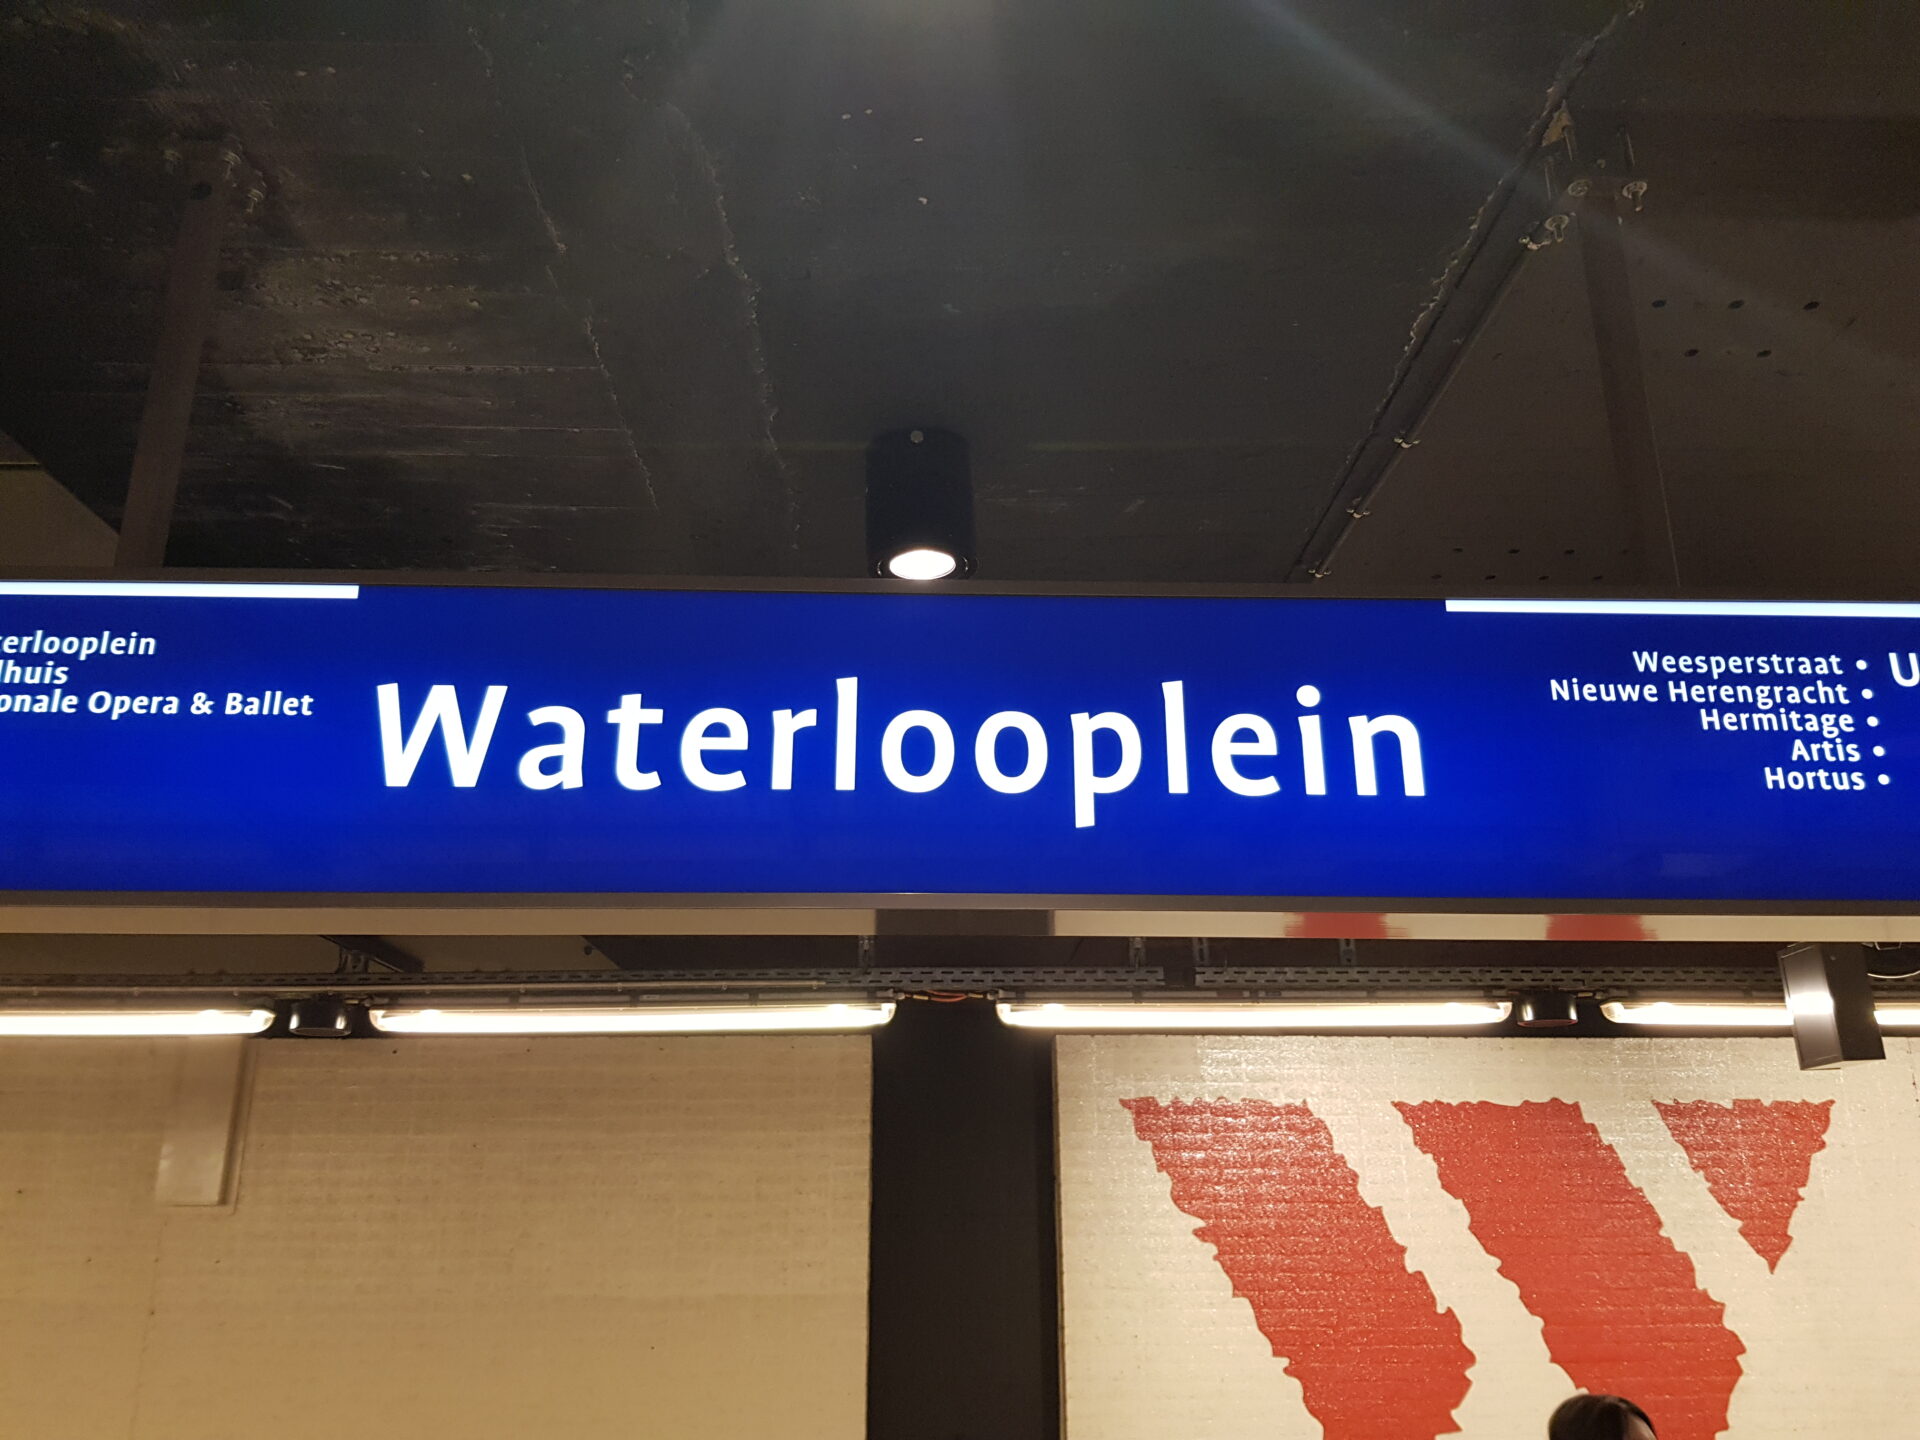 erlooplein
lhuis
onale Opera & Ballet
Waterlooplein
Weesperstraat •
Nieuwe Herengracht •
Hermitage •
Artis •
Hortus •
U
W